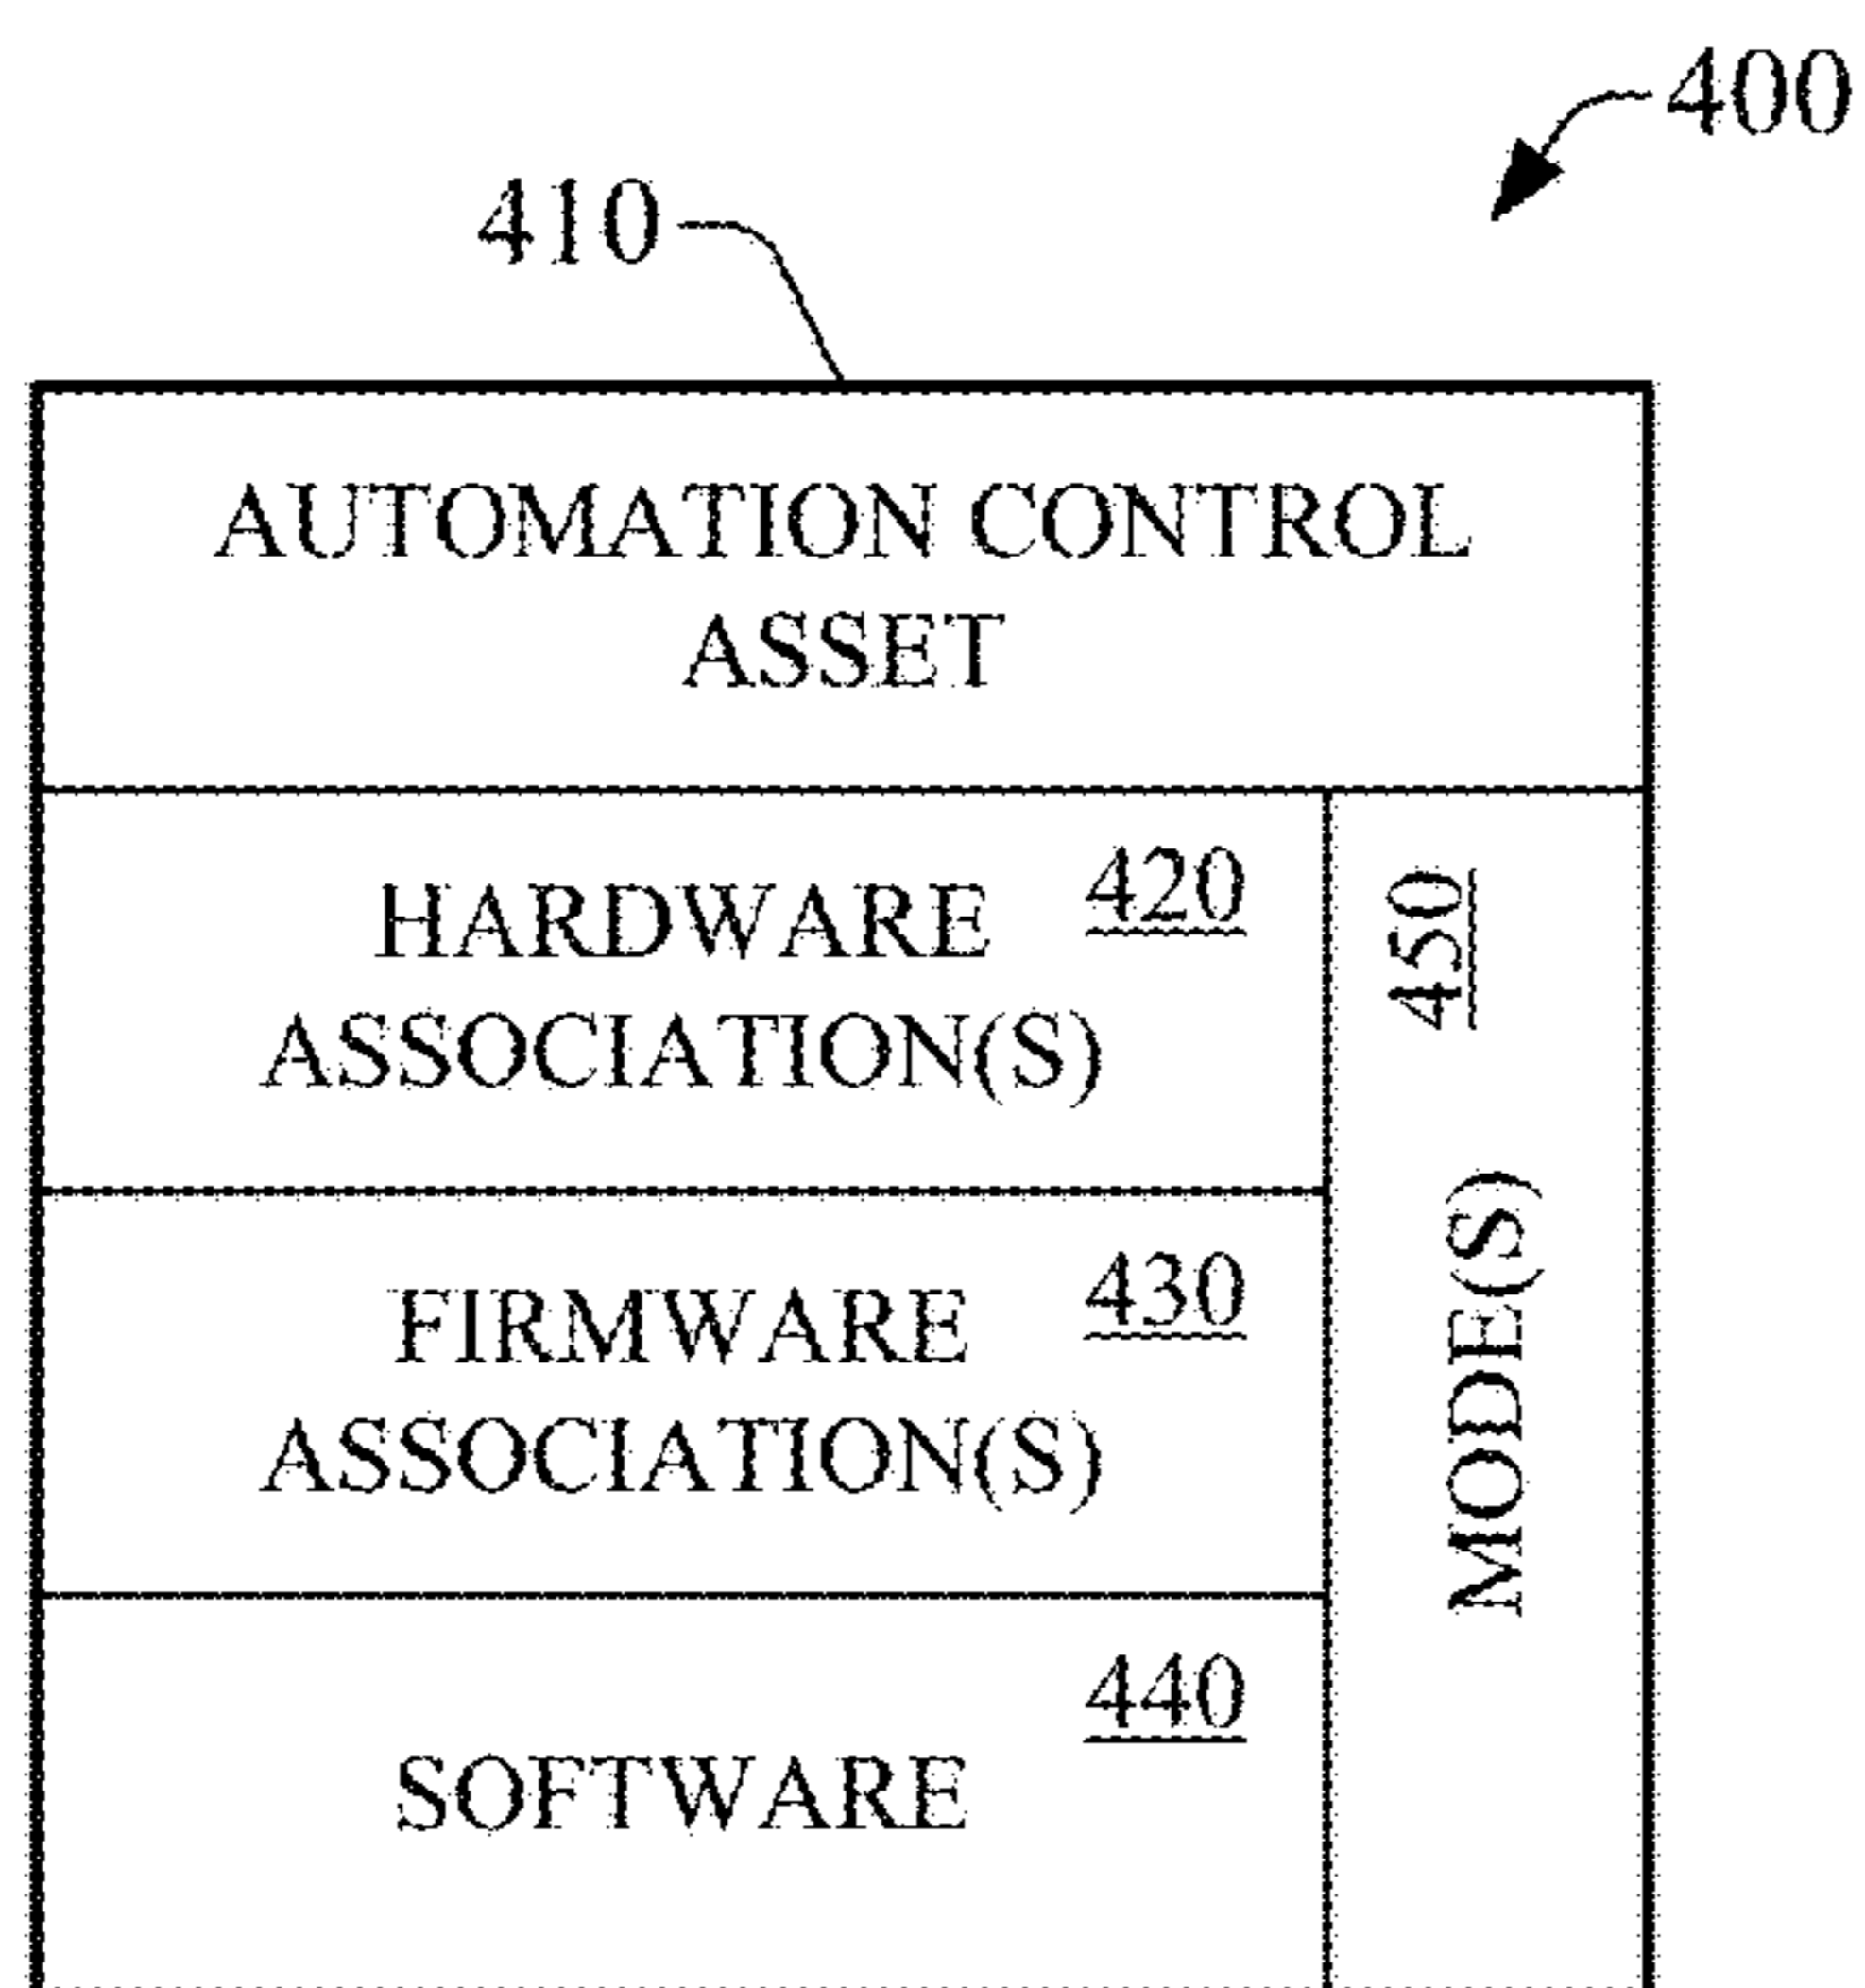 400
410
AUTOMATION CONTROL
ASSET
HARDWARE 420
ASSOCIATION(S)
FIRMWARE 430
ASSOCIATION(S)
440
SOFTWARE
MODE(S) 450